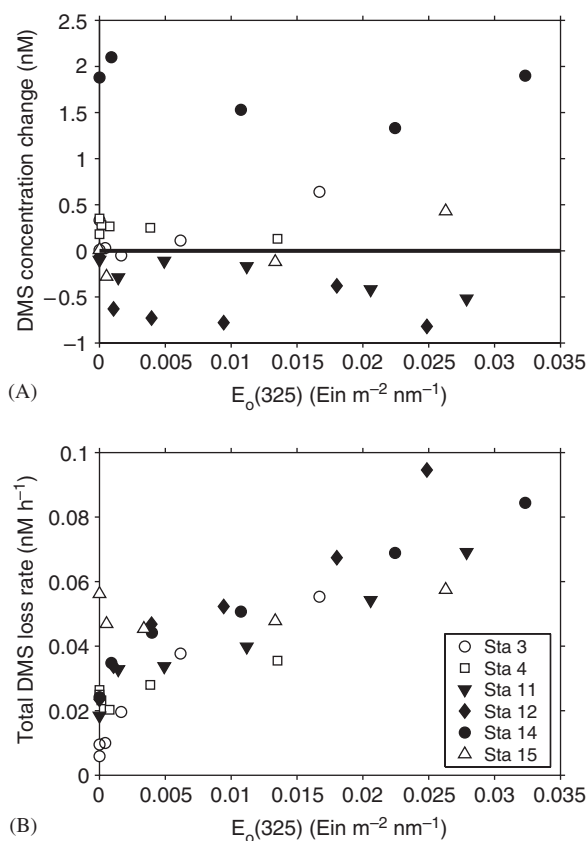 2.5
2
1.5
1
0.5
0
−0.5
−1
DMS concentration change (nM)
0 0.005 0.01 0.015 0.02 0.025 0.03 0.035
(A)
E₀(325) (Ein m⁻² nm⁻¹)
0.1
0.08
0.06
0.04
0.02
0
Total DMS loss rate (nM h⁻¹)
Sta 3
Sta 4
Sta 11
Sta 12
Sta 14
Sta 15
0 0.005 0.01 0.015 0.02 0.025 0.03 0.035
(B)
E₀(325) (Ein m⁻² nm⁻¹)